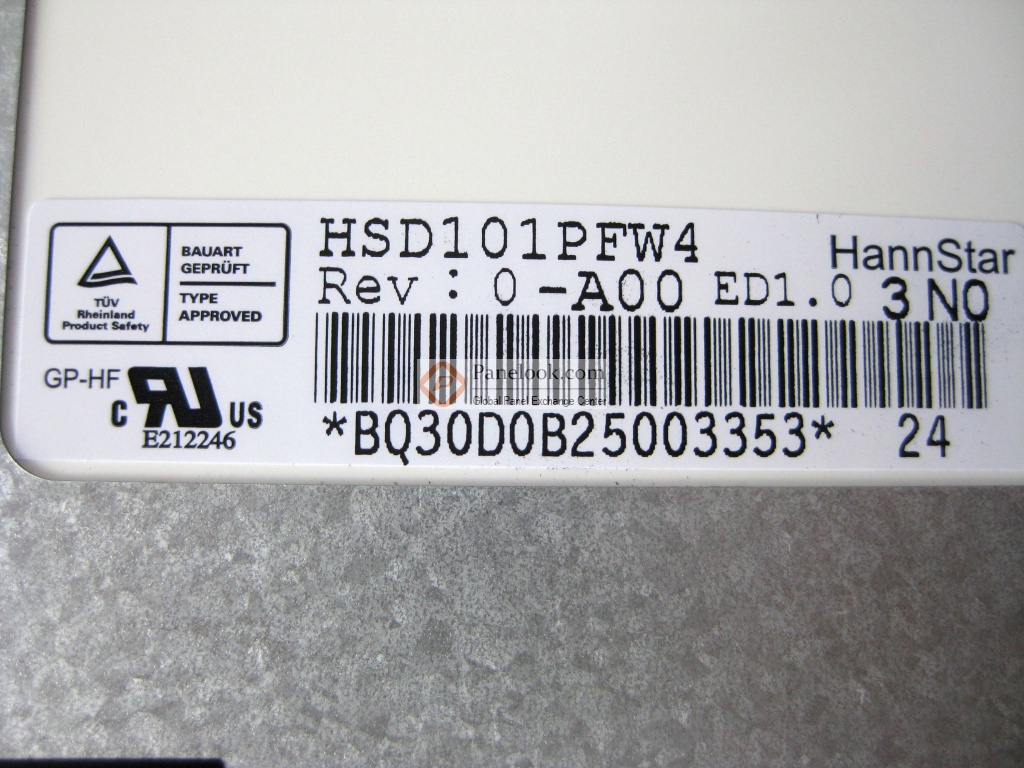 HSD101PFW4
HannStar
Rev : 0 -A00 ED1.0 3 N0
BAUART
GEPRÜFT
TYPE
APPROVED
TÜV
Rheinland
Product Safety
GP-HF
C RU US
E212246
Panelook.com
Global Panel Exchange Center
*BQ30D0B25003353* 24